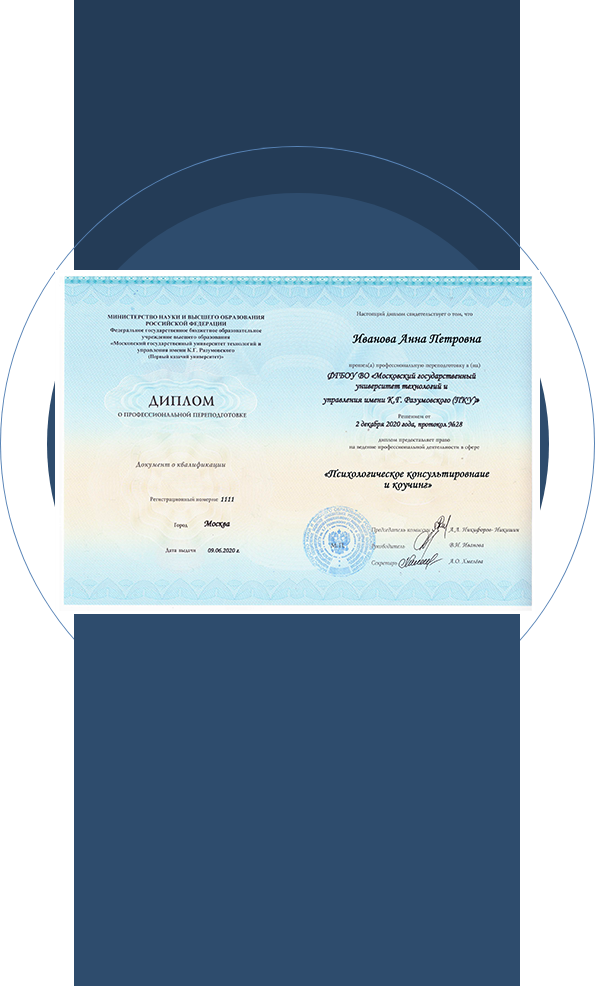 МИНИСТЕРСТВО НАУКИ И ВЫСШЕГО ОБРАЗОВАНИЯ
РОССИЙСКОЙ ФЕДЕРАЦИИ
Федеральное государственное бюджетное образовательное
учреждение высшего образования
«Московский государственный университет технологий и
управления имени К.Г. Разумовского
(Первый казачий университет)»
ДИПЛОМ
О ПРОФЕССИОНАЛЬНОЙ ПЕРЕПОДГОТОВКЕ
Документ о квалификации
Регистрационный номерое 1111
Город Москва
Дата выдачи 09.06.2020 г.
Настоящий диплом свидетельствует о том, что
Иванова Анна Петровна
прошел(а) профессиональную переподготовку в (на)
ФГБОУ ВО «Московский государственный
университет технологий и
управления имени К.Г. Разумовского (ПКУ)»
Решением от
2 декабря 2020 года, протокол №28
диплом предоставляет право
на ведение профессиональной деятельности в сфере
«Психологическое консультировнаие
и коучинг»
Председатель комиссии А.А. Никифоров- Никишин
Руководитель В.Н. Иванова
Секретарь А.О. Хмелёва
М.П.